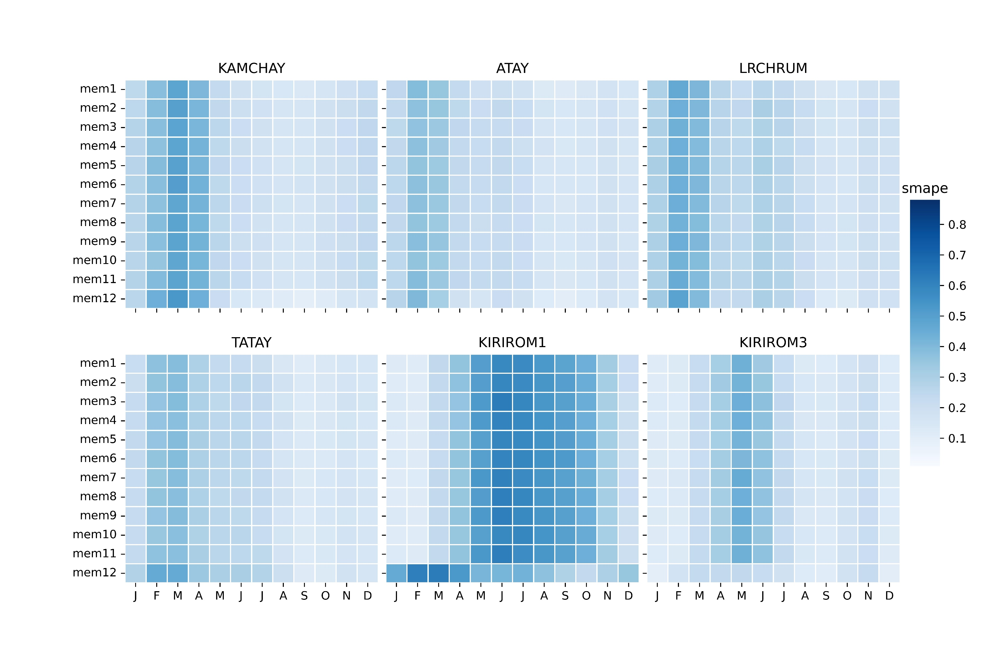 KAMCHAY ATAY LRCHRUM
mem1
mem2
mem3
mem4
mem5
mem6
mem7
mem8
mem9
mem10
mem11
mem12
TATAY KIRIROM1 KIRIROM3
mem1
mem2
mem3
mem4
mem5
mem6
mem7
mem8
mem9
mem10
mem11
mem12
J F M A M J J A S O N D J F M A M J J A S O N D J F M A M J J A S O N D
smape
0.8
0.7
0.6
0.5
0.4
0.3
0.2
0.1